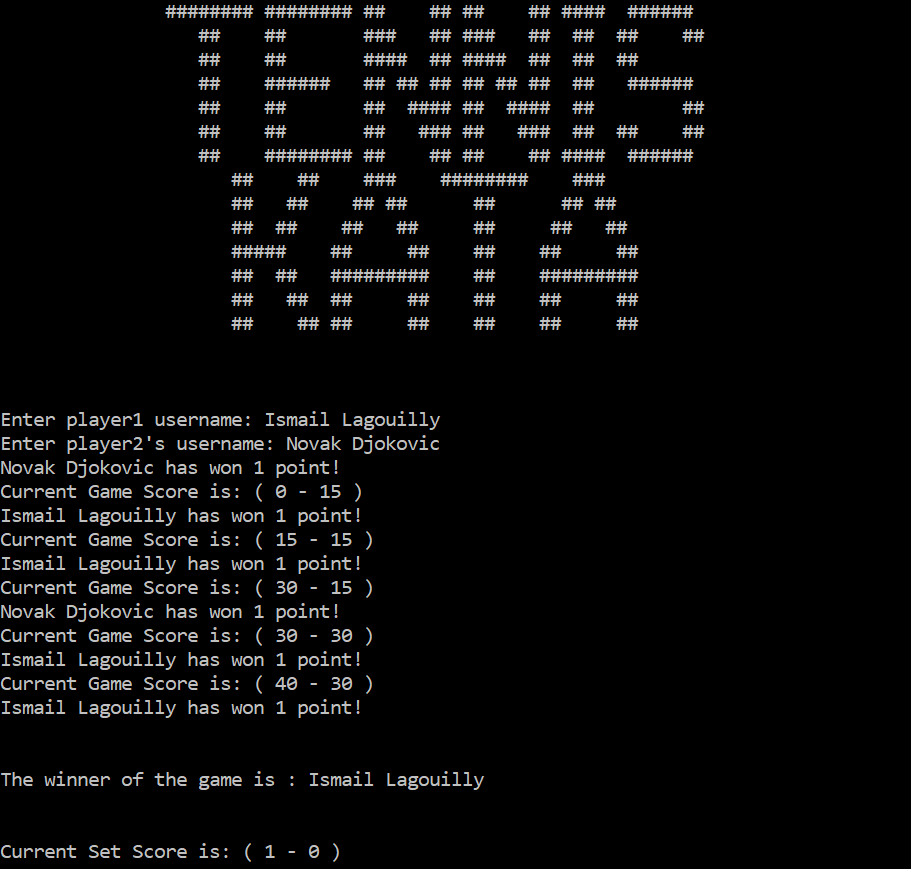 TENNIS
KATA
Enter player1 username: Ismail Lagouilly
Enter player2's username: Novak Djokovic
Novak Djokovic has won 1 point!
Current Game Score is: ( 0 - 15 )
Ismail Lagouilly has won 1 point!
Current Game Score is: ( 15 - 15 )
Ismail Lagouilly has won 1 point!
Current Game Score is: ( 30 - 15 )
Novak Djokovic has won 1 point!
Current Game Score is: ( 30 - 30 )
Ismail Lagouilly has won 1 point!
Current Game Score is: ( 40 - 30 )
Ismail Lagouilly has won 1 point!
The winner of the game is : Ismail Lagouilly
Current Set Score is: ( 1 - 0 )